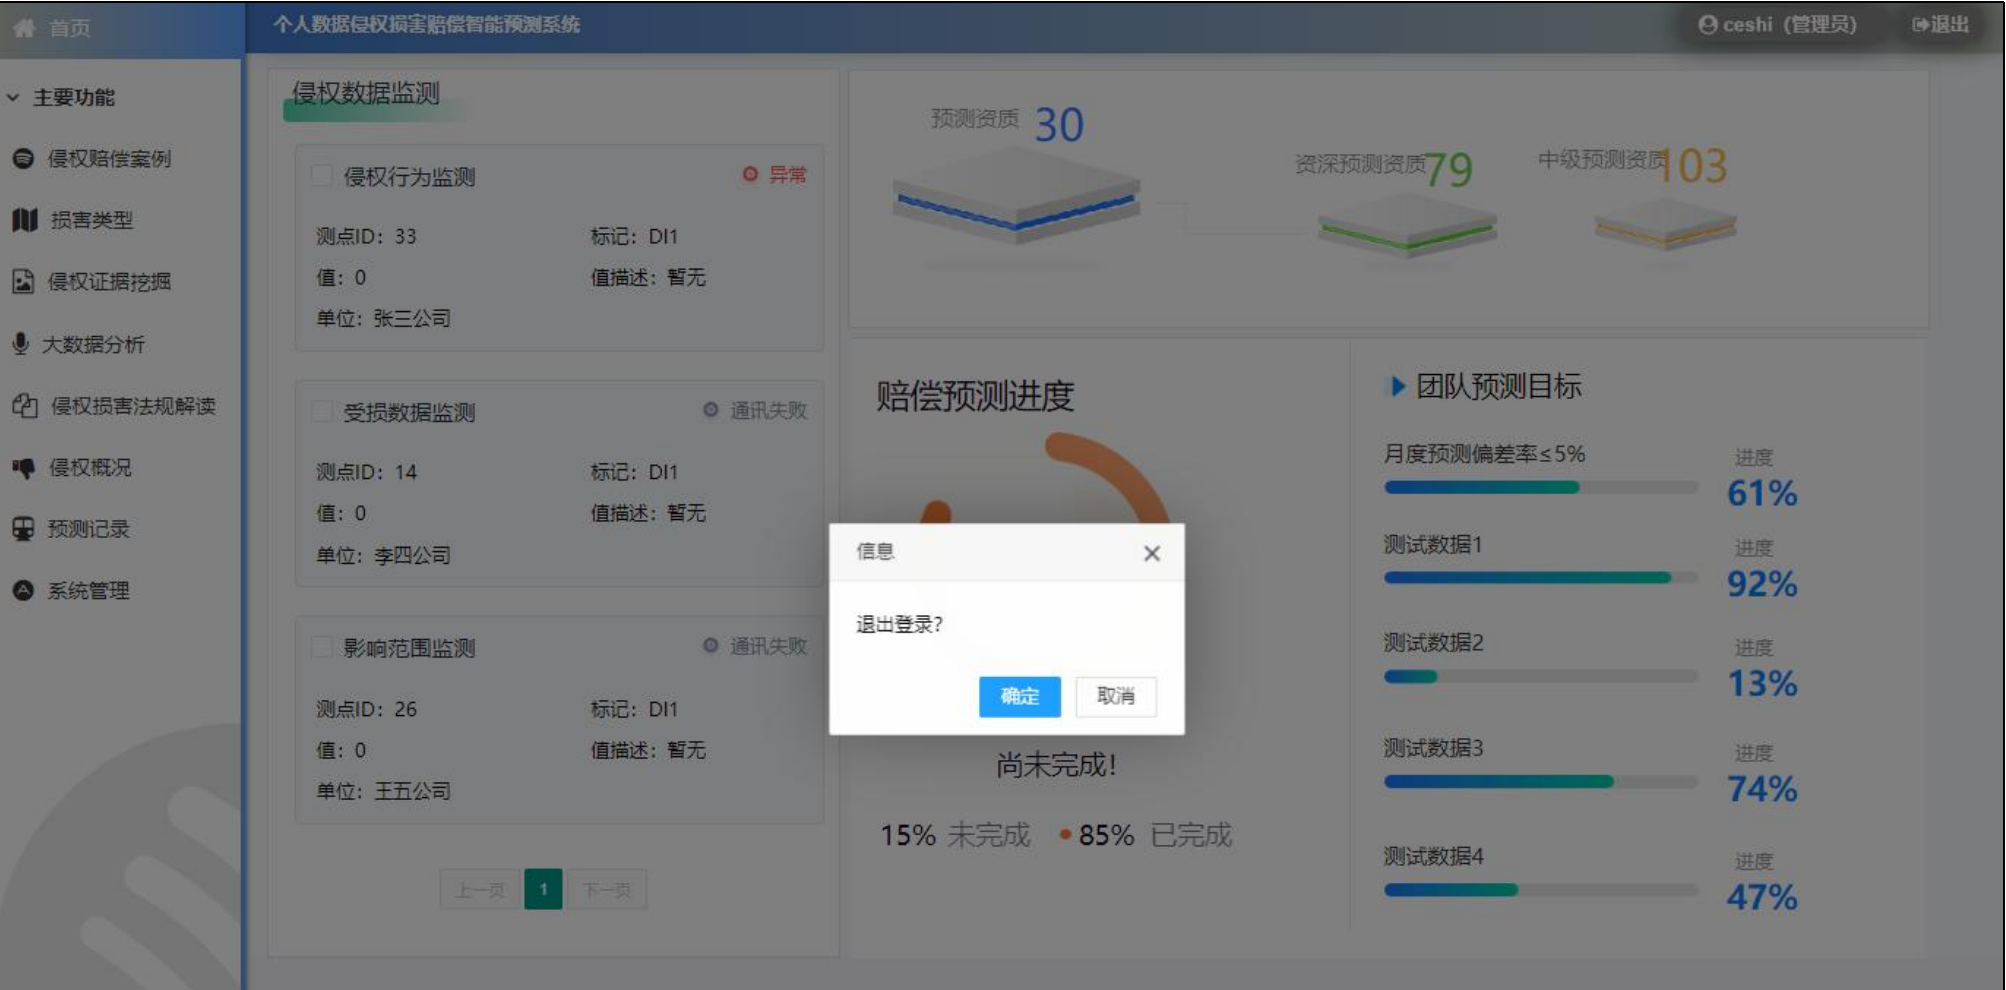 首页
个人数据侵权损害赔偿智能预测系统
ceshi（管理员）
退出
主要功能
侵权赔偿案例
损害类型
侵权证据挖掘
大数据分析
侵权损害法规解读
侵权概况
预测记录
系统管理
侵权数据监测
侵权行为监测
异常
测点ID：33
标记：DI1
值：0
值描述：暂无
单位：张三公司
受损数据监测
通讯失败
测点ID：14
标记：DI1
值：0
值描述：暂无
单位：李四公司
影响范围监测
通讯失败
测点ID：26
标记：DI1
值：0
值描述：暂无
单位：王五公司
上一页
1
下一页
预测资质 30
资深预测资质 79
中级预测资质 103
赔偿预测进度
尚未完成！
15% 未完成
85% 已完成
团队预测目标
月度预测偏差率≤5%
进度
61%
测试数据1
进度
92%
测试数据2
进度
13%
测试数据3
进度
74%
测试数据4
进度
47%
信息
退出登录？
确定
取消